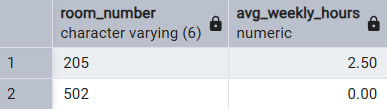 room_number avg_weekly_hours
character varying (6) numeric
1 205 2.50
2 502 0.00